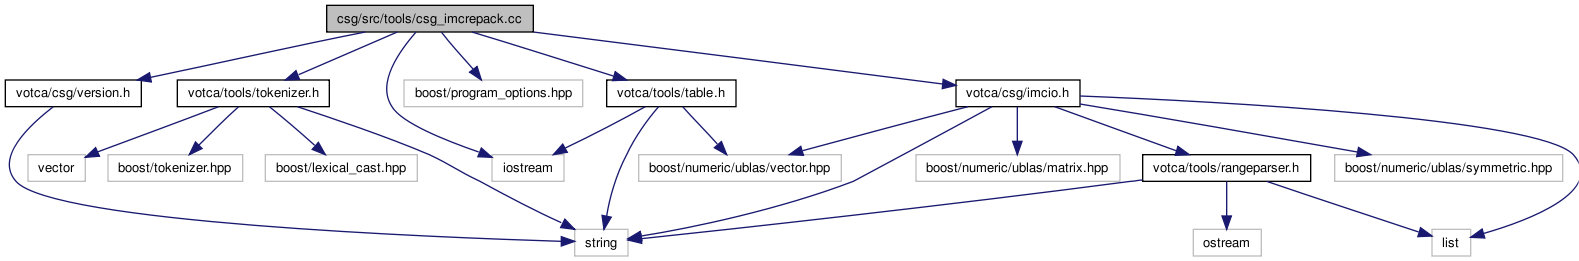 csg/src/tools/csg_imcrepack.cc
votca/csg/version.h
votca/tools/tokenizer.h
boost/program_options.hpp
votca/tools/table.h
votca/csg/imcio.h
vector
boost/tokenizer.hpp
boost/lexical_cast.hpp
iostream
boost/numeric/ublas/vector.hpp
boost/numeric/ublas/matrix.hpp
votca/tools/rangeparser.h
boost/numeric/ublas/symmetric.hpp
string
ostream
list